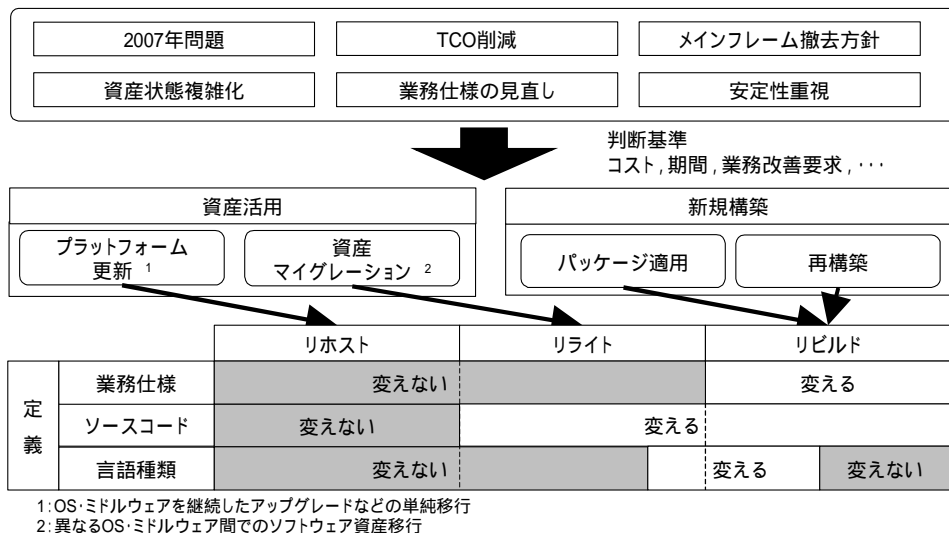 2007年問題
TCO削減
メインフレーム撤去方針
資産状態複雑化
業務仕様の見直し
安定性重視
判断基準
コスト,期間,業務改善要求,・・・
資産活用
プラットフォーム
更新 1
資産
マイグレーション 2
新規構築
パッケージ適用
再構築
リホスト
リライト
リビルド
定
義
業務仕様
変えない
変える
ソースコード
変えない
変える
言語種類
変えない
変える
変えない
1:OS・ミドルウェアを継続したアップグレードなどの単純移行
2:異なるOS・ミドルウェア間でのソフトウェア資産移行